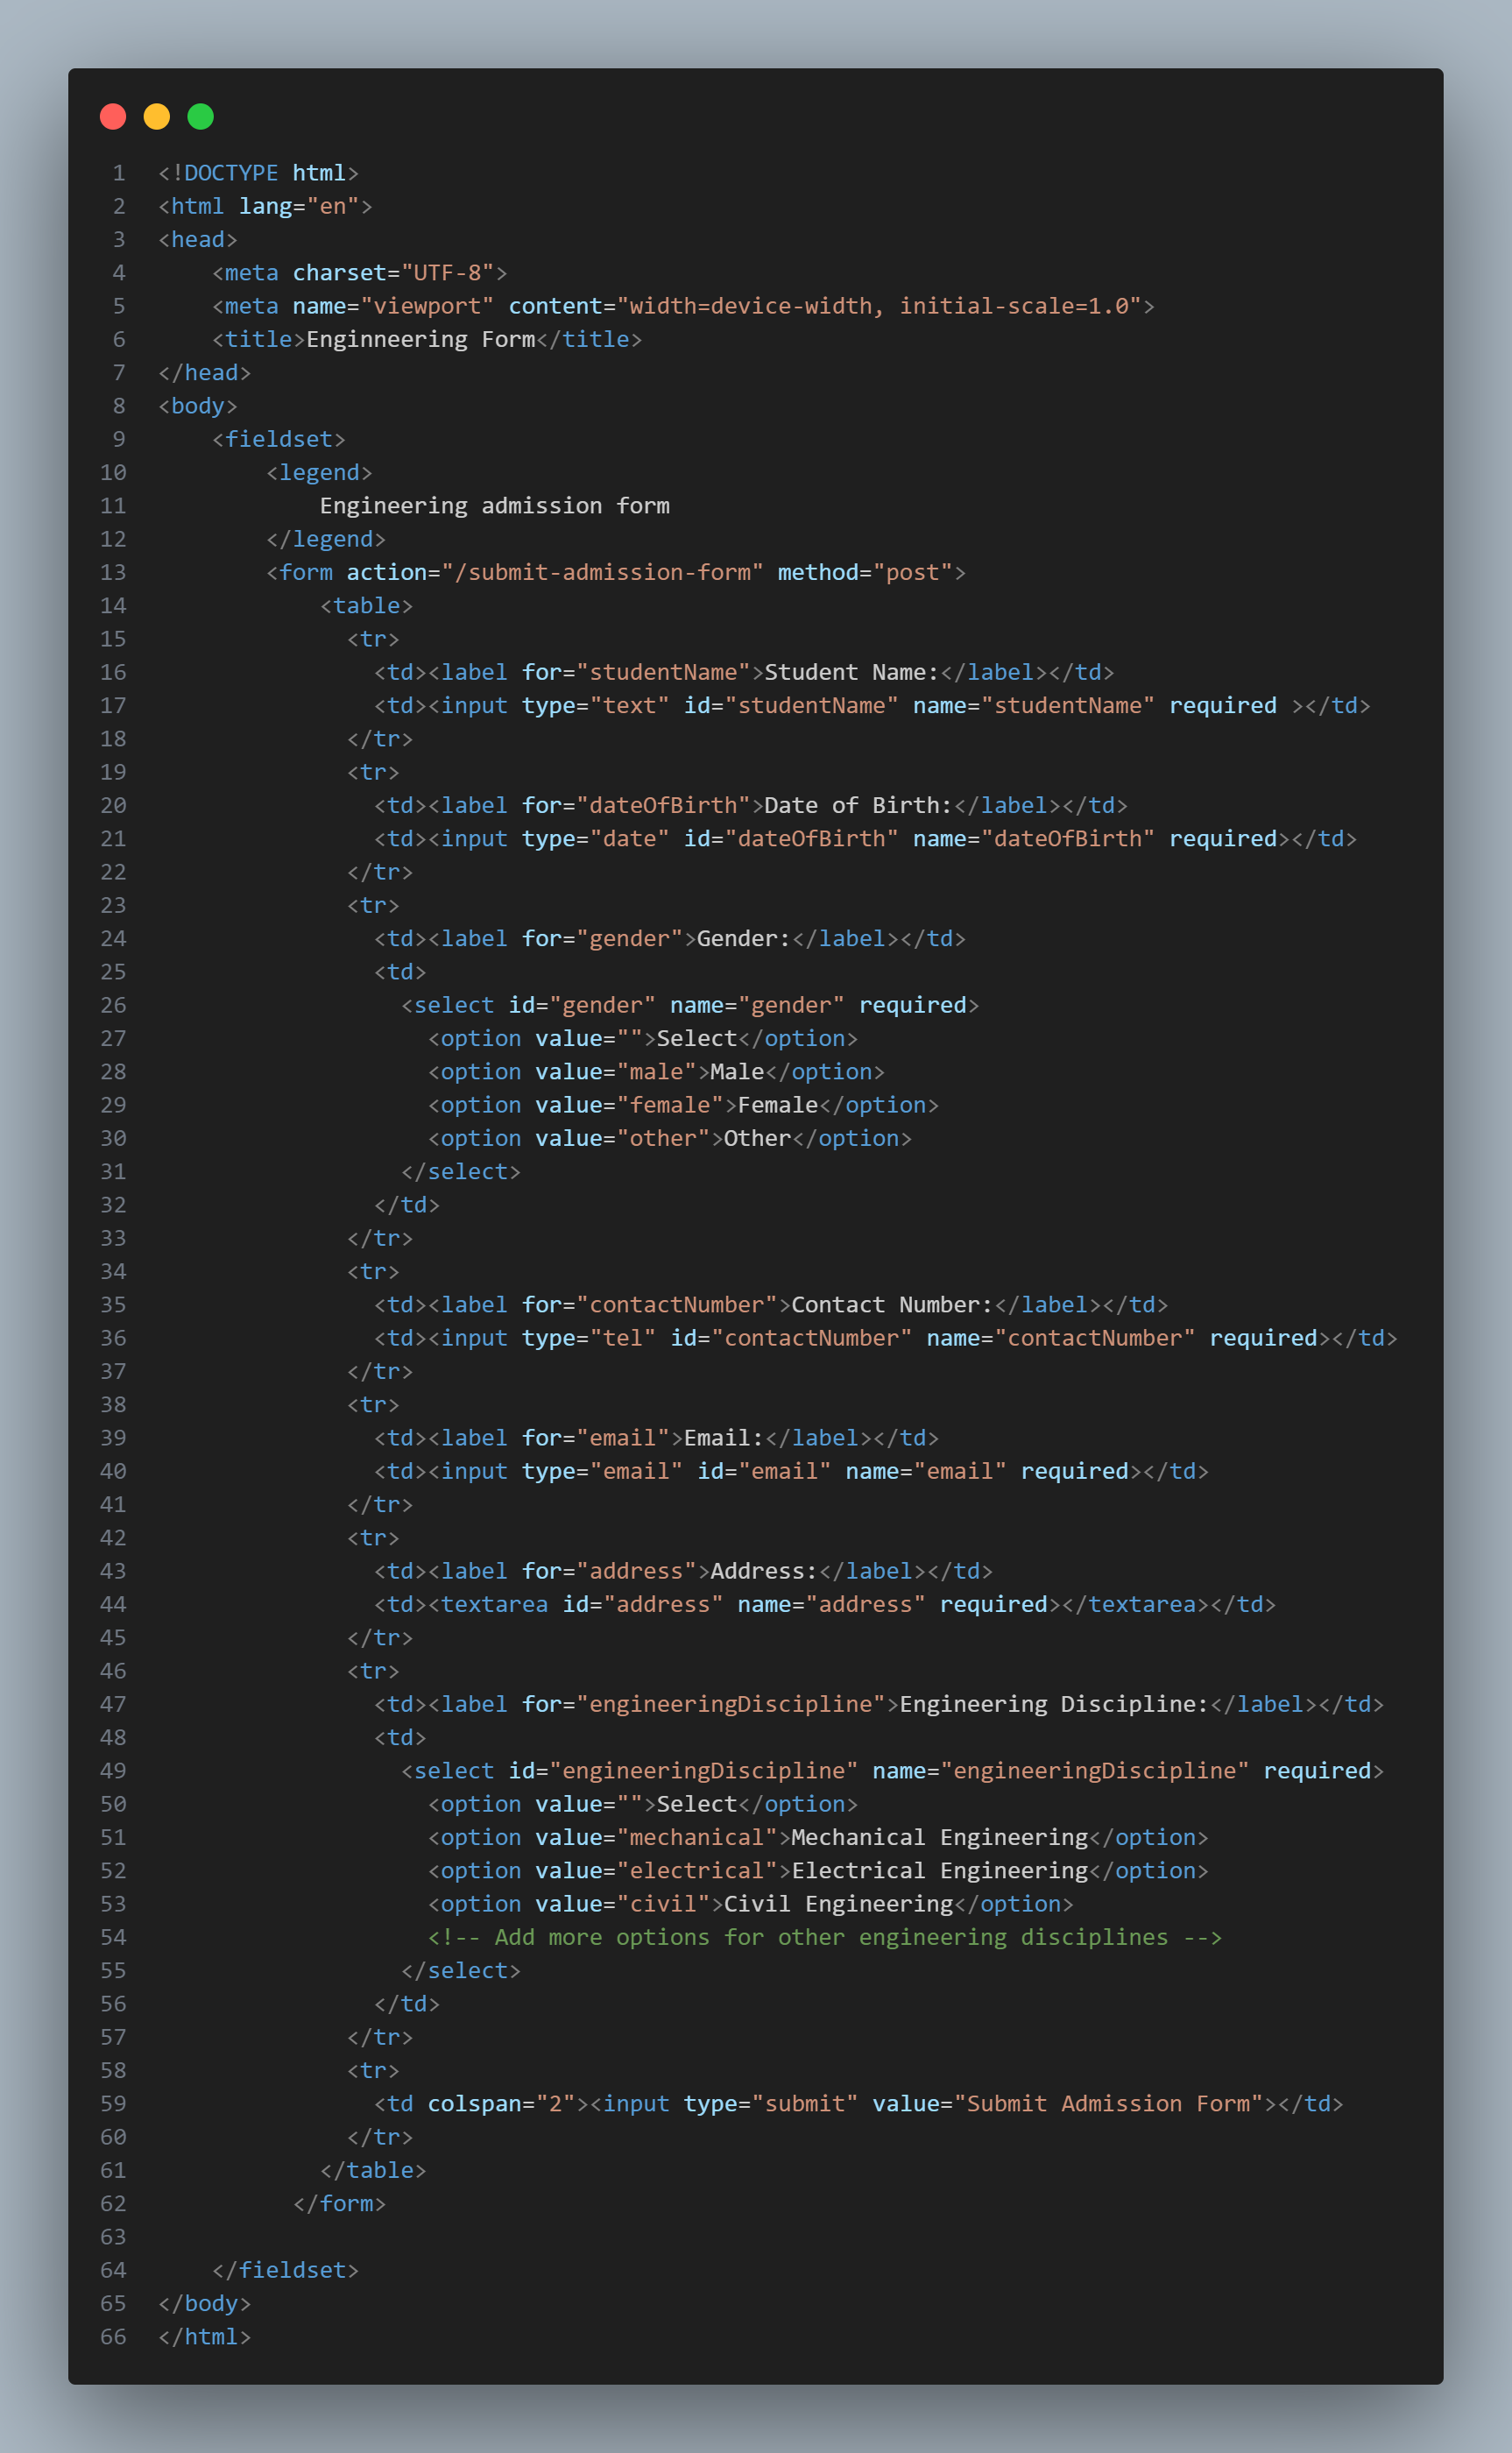 1 <!DOCTYPE html>
2 <html lang="en">
3 <head>
4     <meta charset="UTF-8">
5     <meta name="viewport" content="width=device-width, initial-scale=1.0">
6     <title>Enginneering Form</title>
7 </head>
8 <body>
9     <fieldset>
10         <legend>
11             Engineering admission form
12         </legend>
13         <form action="/submit-admission-form" method="post">
14             <table>
15               <tr>
16                 <td><label for="studentName">Student Name:</label></td>
17                 <td><input type="text" id="studentName" name="studentName" required ></td>
18               </tr>
19               <tr>
20                 <td><label for="dateOfBirth">Date of Birth:</label></td>
21                 <td><input type="date" id="dateOfBirth" name="dateOfBirth" required></td>
22               </tr>
23               <tr>
24                 <td><label for="gender">Gender:</label></td>
25                 <td>
26                   <select id="gender" name="gender" required>
27                     <option value="">Select</option>
28                     <option value="male">Male</option>
29                     <option value="female">Female</option>
30                     <option value="other">Other</option>
31                   </select>
32                 </td>
33               </tr>
34               <tr>
35                 <td><label for="contactNumber">Contact Number:</label></td>
36                 <td><input type="tel" id="contactNumber" name="contactNumber" required></td>
37               </tr>
38               <tr>
39                 <td><label for="email">Email:</label></td>
40                 <td><input type="email" id="email" name="email" required></td>
41               </tr>
42               <tr>
43                 <td><label for="address">Address:</label></td>
44                 <td><textarea id="address" name="address" required></textarea></td>
45               </tr>
46               <tr>
47                 <td><label for="engineeringDiscipline">Engineering Discipline:</label></td>
48                 <td>
49                   <select id="engineeringDiscipline" name="engineeringDiscipline" required>
50                     <option value="">Select</option>
51                     <option value="mechanical">Mechanical Engineering</option>
52                     <option value="electrical">Electrical Engineering</option>
53                     <option value="civil">Civil Engineering</option>
54                     <!-- Add more options for other engineering disciplines -->
55                   </select>
56                 </td>
57               </tr>
58               <tr>
59                 <td colspan="2"><input type="submit" value="Submit Admission Form"></td>
60               </tr>
61             </table>
62           </form>
63
64     </fieldset>
65 </body>
66 </html>